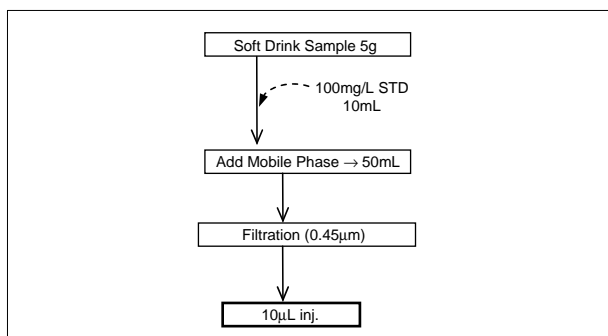 Soft Drink Sample 5g
100mg/L STD
10mL
Add Mobile Phase → 50mL
Filtration (0.45μm)
10μL inj.